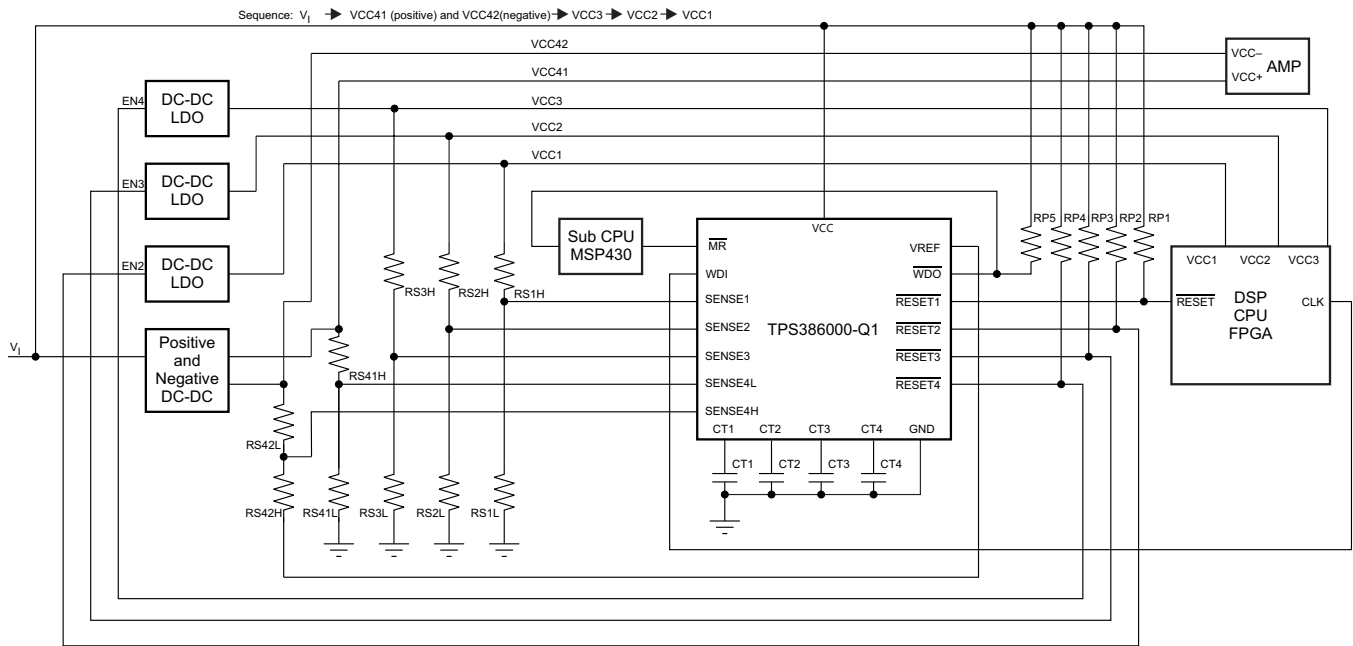 Sequence: VI → VCC41 (positive) and VCC42(negative) → VCC3 → VCC2 → VCC1
VCC42
VCC41
VCC3
VCC2
VCC1
VCC–
VCC+
AMP
EN4
DC-DC
LDO
EN3
DC-DC
LDO
EN2
DC-DC
LDO
VI
Positive
and
Negative
DC-DC
RS3H
RS2H
RS1H
RS41H
RS42L
RS42H
RS41L
RS3L
RS2L
RS1L
Sub CPU
MSP430
VCC
MR
WDI
SENSE1
SENSE2
SENSE3
SENSE4L
SENSE4H
TPS386000-Q1
VREF
WDO
RESET1
RESET2
RESET3
RESET4
CT1
CT2
CT3
CT4
GND
CT1
CT2
CT3
CT4
RP5
RP4
RP3
RP2
RP1
VCC1
VCC2
VCC3
RESET
DSP
CPU
FPGA
CLK